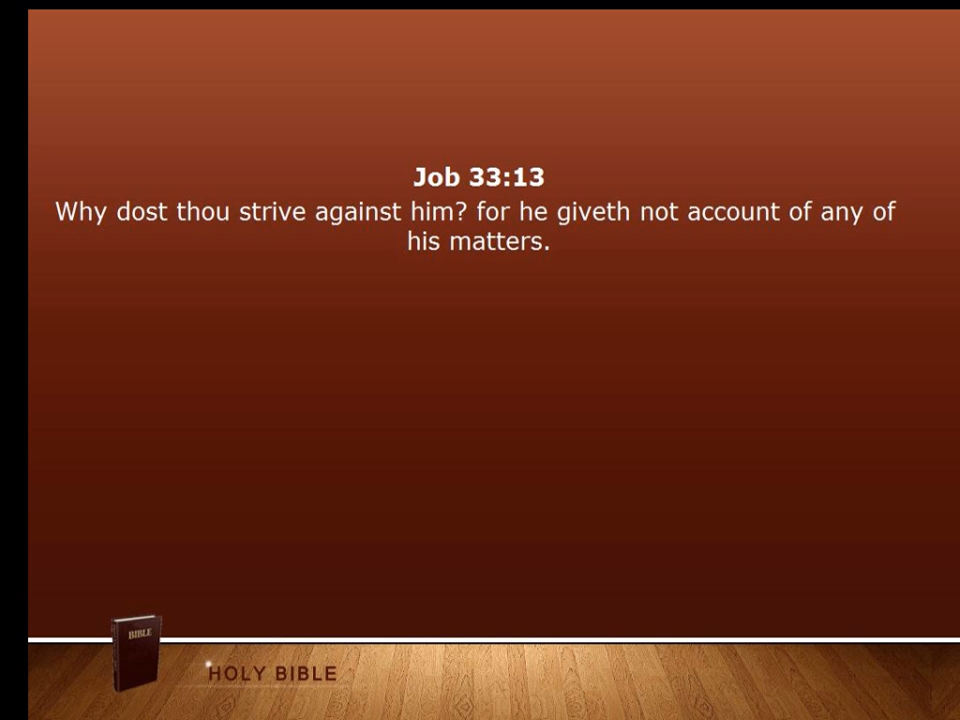 Job 33:13
Why dost thou strive against him? for he giveth not account of any of
his matters.
BIBLE
HOLY BIBLE